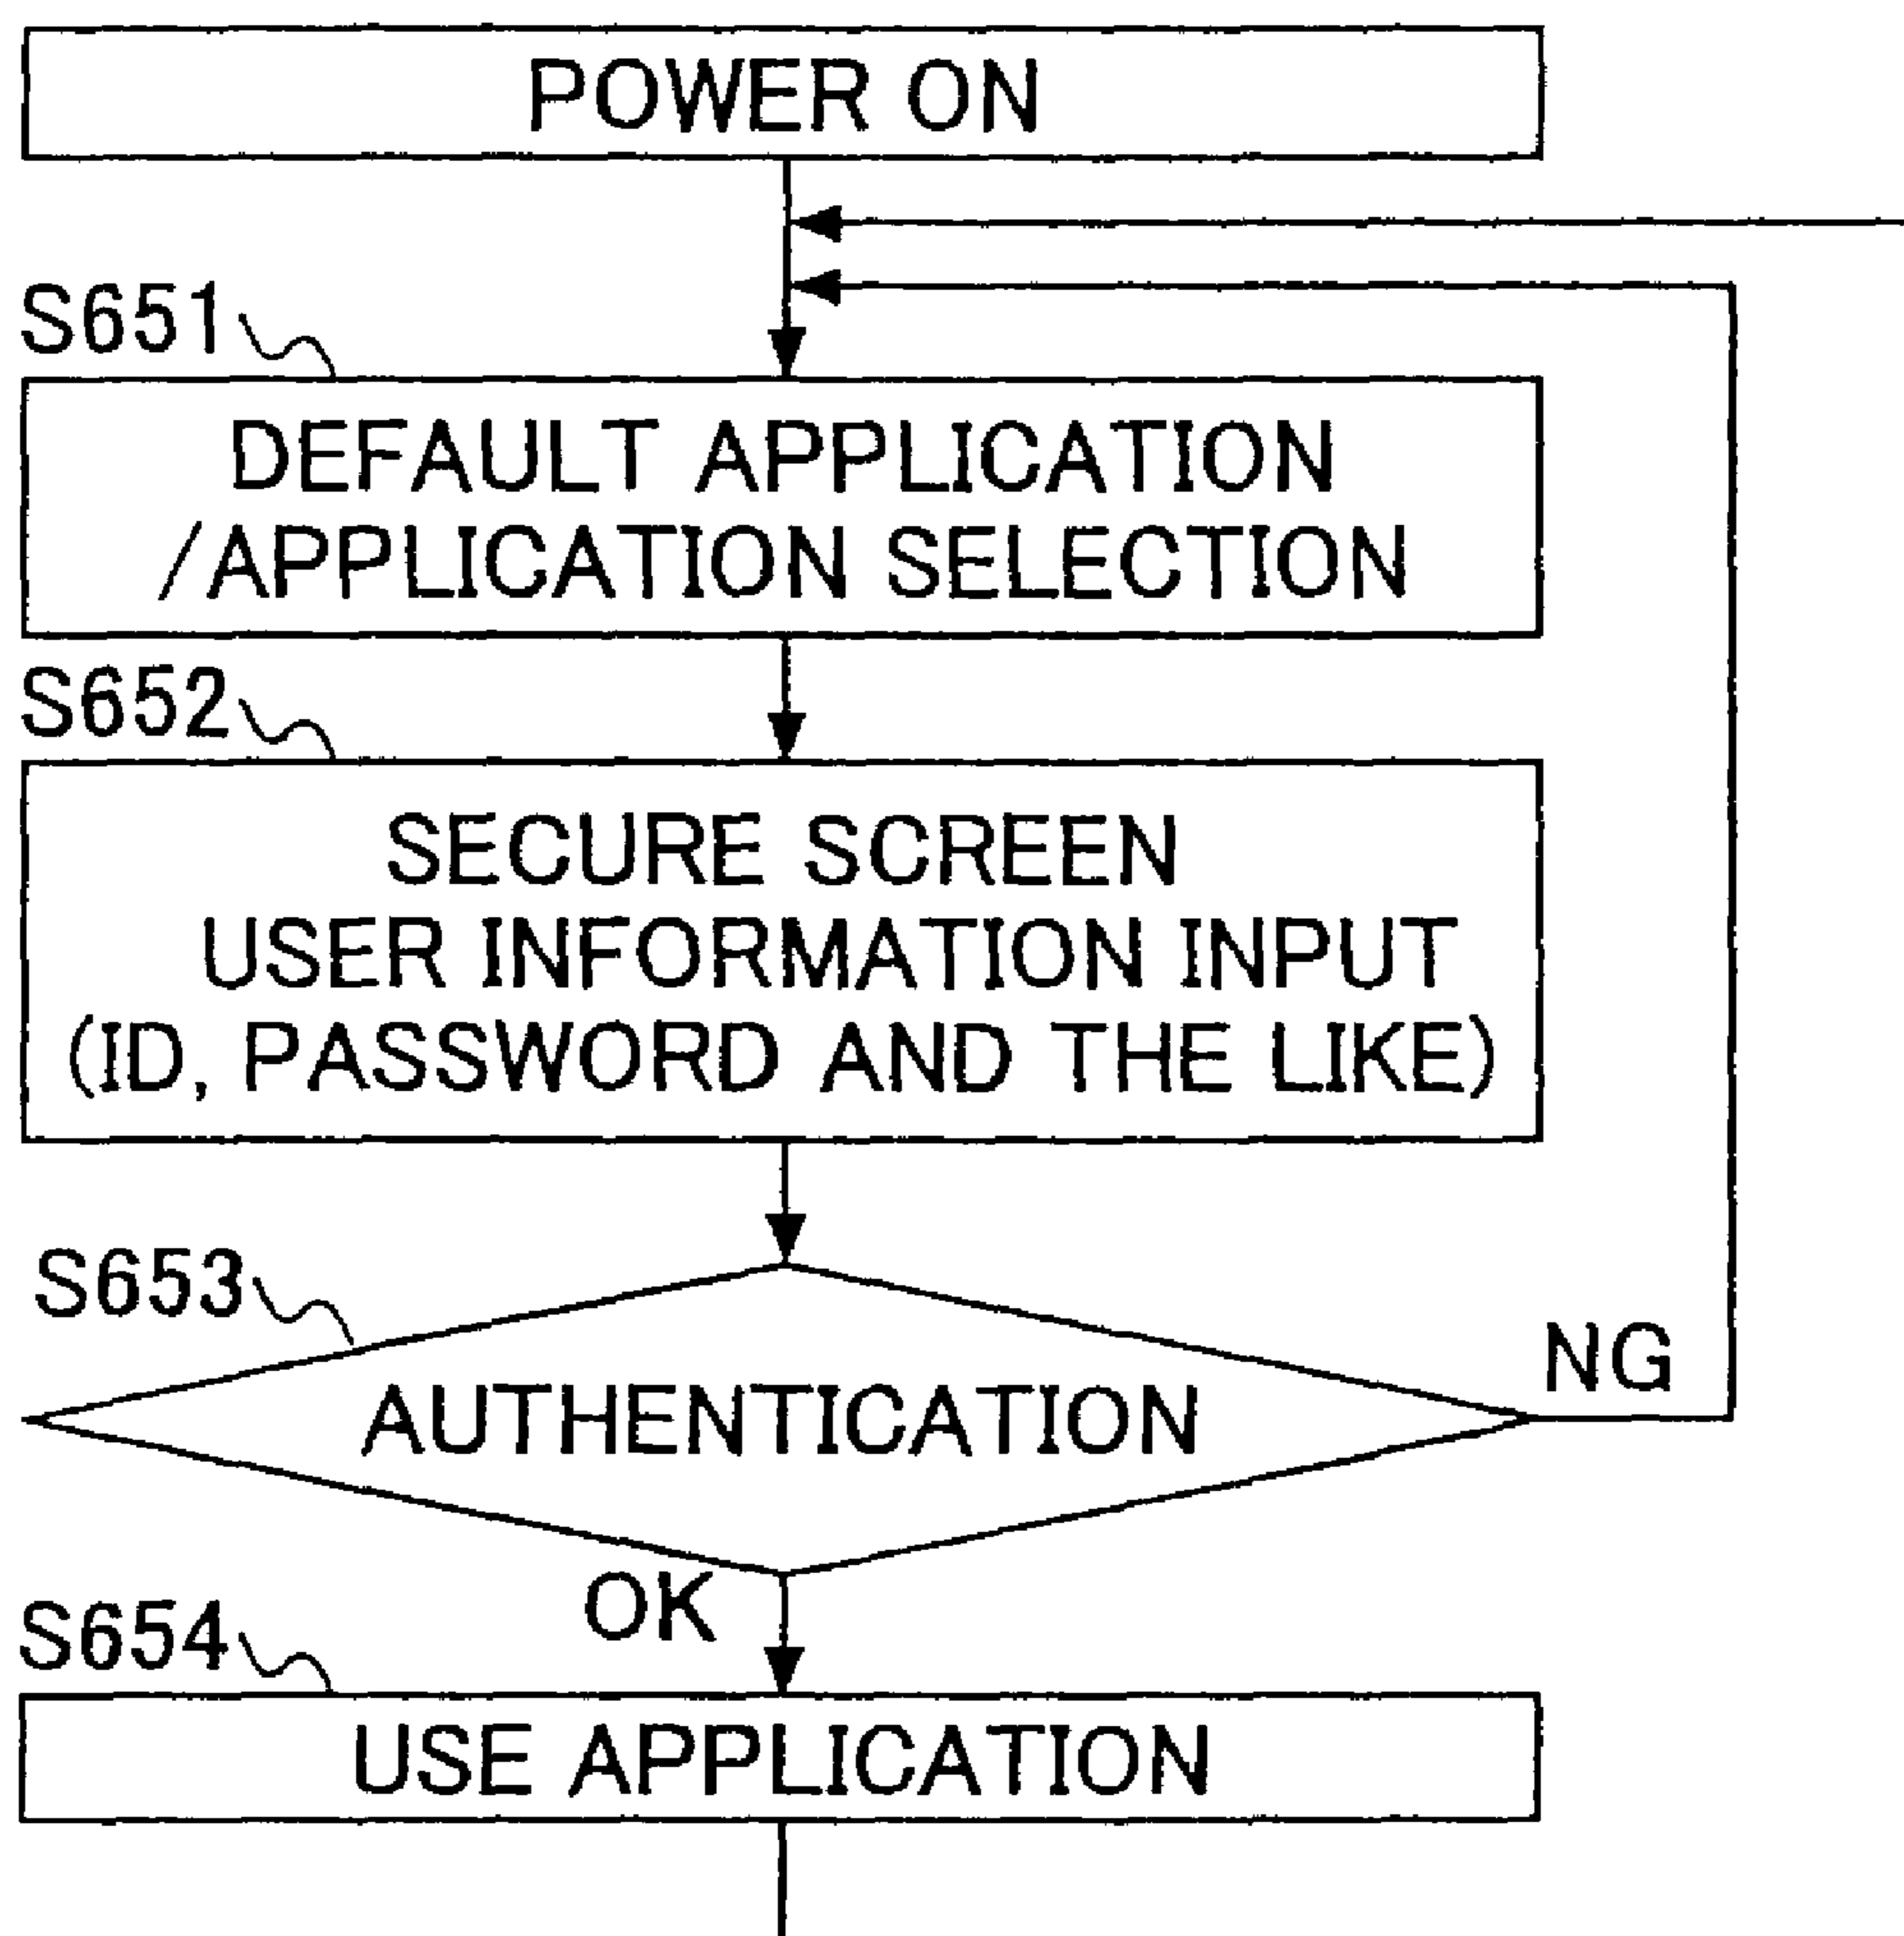 POWER ON
S651
DEFAULT APPLICATION
/APPLICATION SELECTION
S652
SECURE SCREEN
USER INFORMATION INPUT
(ID, PASSWORD AND THE LIKE)
S653
AUTHENTICATION
NG
OK
S654
USE APPLICATION